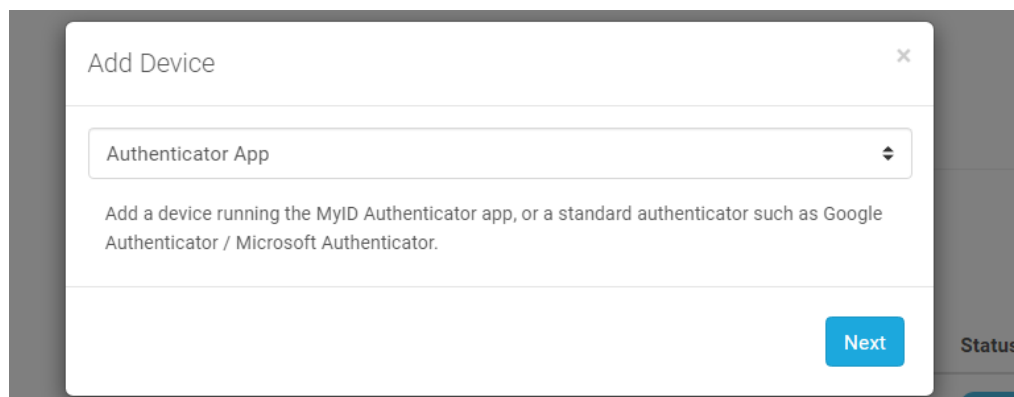 Add Device
×
Authenticator App
Add a device running the MyID Authenticator app, or a standard authenticator such as Google
Authenticator / Microsoft Authenticator.
Next
Status